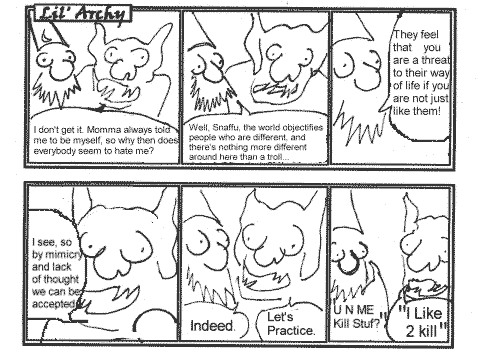 Lil' Archy
I don't get it. Momma always told
me to be myself, so why then does
everybody seem to hate me?
Well, Snaffu, the world objectifies
people who are different, and
there's nothing more different
around here than a troll...
They feel
that you
are a threat
to their way
of life if you
are not just
like them!
I see, so
by mimicry
and lack
of thought
we can be
accepted
Indeed.
Let's
Practice.
U N ME
Kill Stuf?"
"I Like
2 kill"